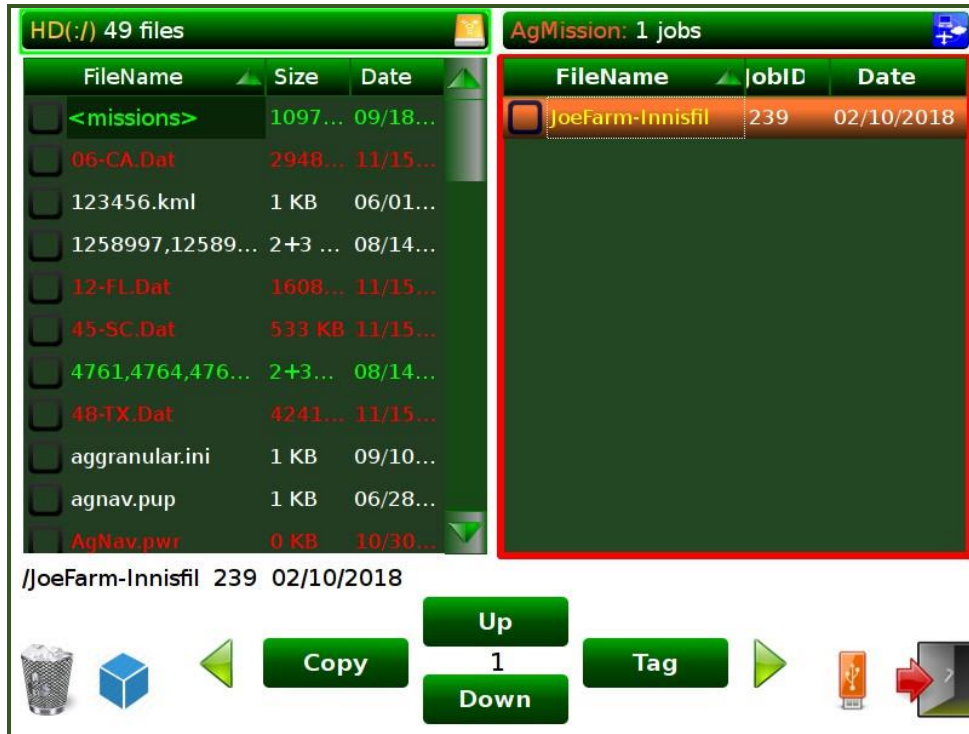 HD(:/) 49 files
FileName Size Date
<missions> 1097... 09/18...
06-CA.Dat 2948... 11/15...
123456.kml 1 KB 06/01...
1258997,12589... 2+3 ... 08/14...
12-FL.Dat 1608... 11/15...
45-SC.Dat 533 KB 11/15...
4761,4764,476... 2+3... 08/14...
48-TX.Dat 4241... 11/15...
aggranular.ini 1 KB 09/10...
agnav.pup 1 KB 06/28...
AgNav.pwr 0 KB 10/30...
AgMission: 1 jobs
FileName JobID Date
JoeFarm-Innisfil 239 02/10/2018
/JoeFarm-Innisfil 239 02/10/2018
Up
Copy 1 Tag
Down